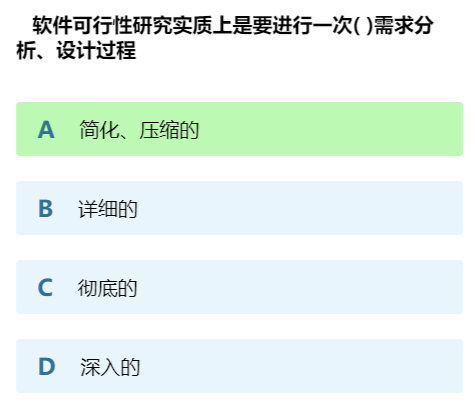 软件可行性研究实质上是要进行一次( )需求分
析、设计过程
A 简化、压缩的
B 详细的
C 彻底的
D 深入的